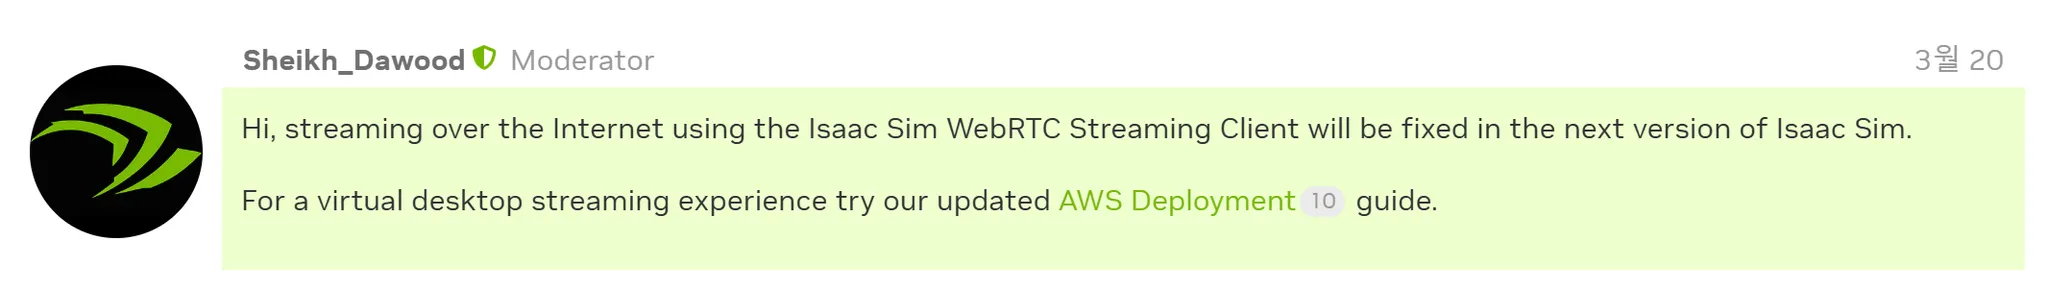 Sheikh_Dawood Moderator 3월 20
Hi, streaming over the Internet using the Isaac Sim WebRTC Streaming Client will be fixed in the next version of Isaac Sim.
For a virtual desktop streaming experience try our updated AWS Deployment 10 guide.